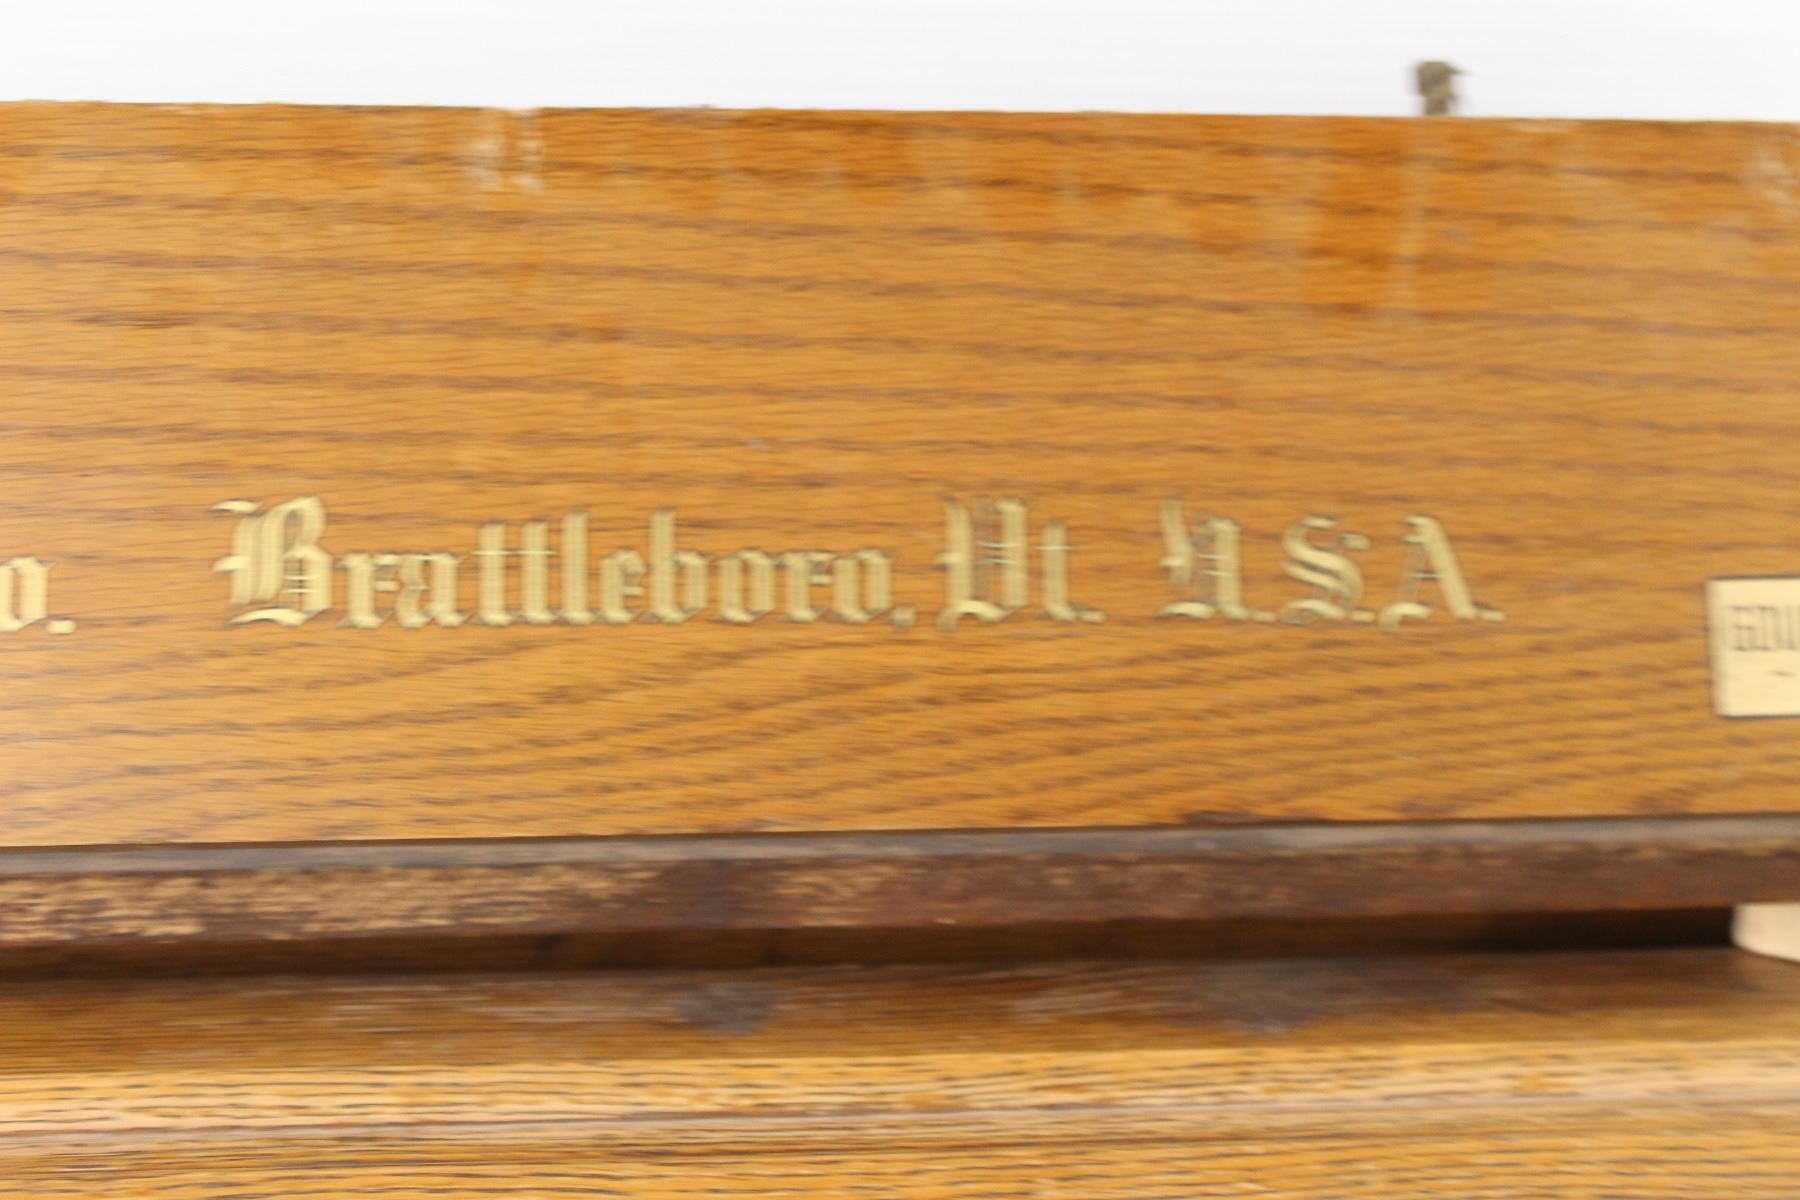 o. Brattleboro, Vt. U.S.A.